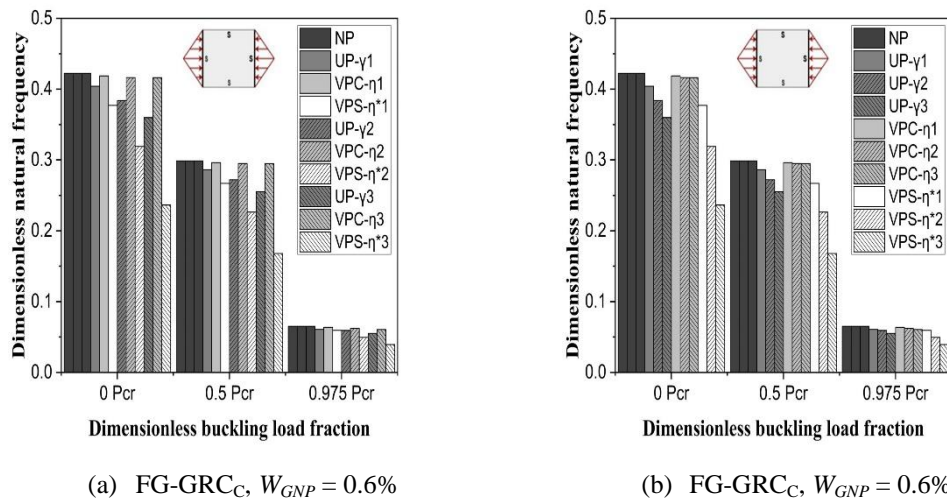 Dimensionless natural frequency
0.5
0.4
0.3
0.2
0.1
0.0
s
s
s
s
NP
UP-γ1
VPC-η1
VPS-η*1
UP-γ2
VPC-η2
VPS-η*2
UP-γ3
VPC-η3
VPS-η*3
0 Pcr
0.5 Pcr
0.975 Pcr
Dimensionless buckling load fraction
(a) FG-GRCC, WGNP = 0.6%
Dimensionless natural frequency
0.5
0.4
0.3
0.2
0.1
0.0
s
s
s
s
NP
UP-γ1
UP-γ2
UP-γ3
VPC-η1
VPC-η2
VPC-η3
VPS-η*1
VPS-η*2
VPS-η*3
0 Pcr
0.5 Pcr
0.975 Pcr
Dimensionless buckling load fraction
(b) FG-GRCC, WGNP = 0.6%